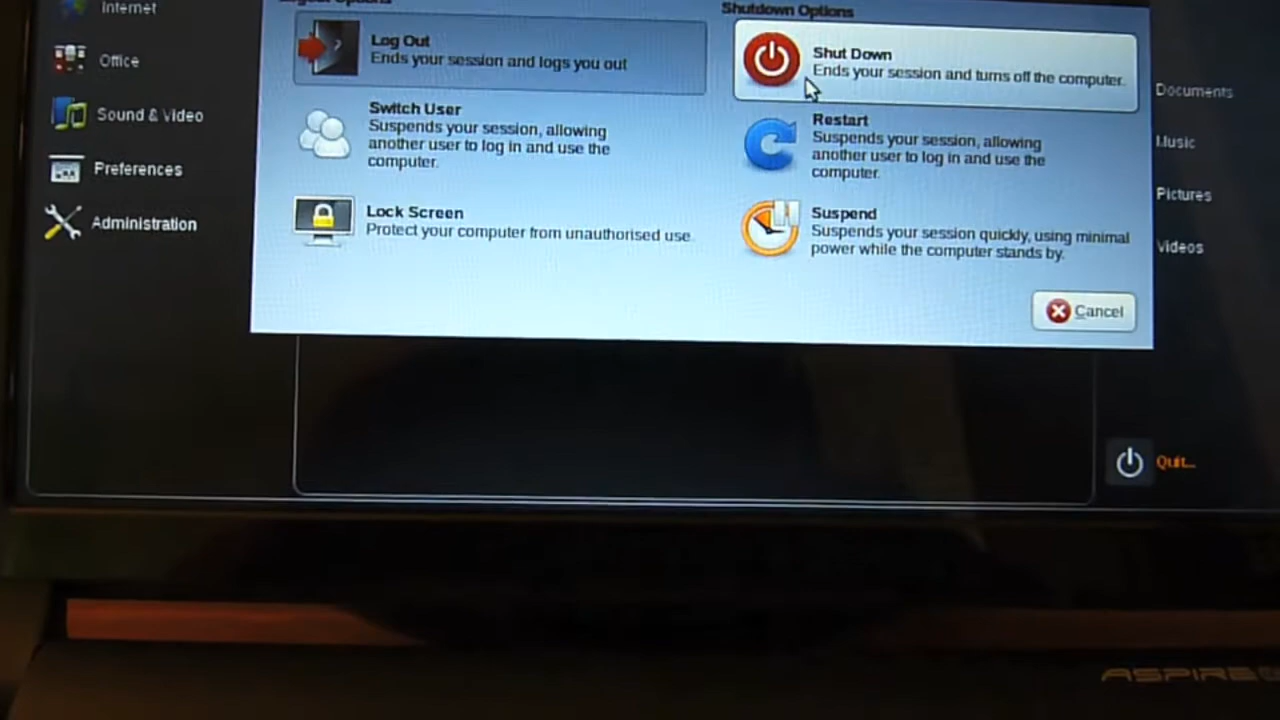 Internet
Office
Sound & Video
Preferences
Administration
Log Out
Ends your session and logs you out
Switch User
Suspends your session, allowing
another user to log in and use the
computer.
Lock Screen
Protect your computer from unauthorised use
Shutdown Options
Shut Down
Ends your session and turns off the computer.
Restart
Suspends your session, allowing
another user to log in and use the
computer.
Suspend
Suspends your session quickly, using minimal
power while the computer stands by.
Cancel
Documents
Music
Pictures
Videos
Quit...
ASPIRE